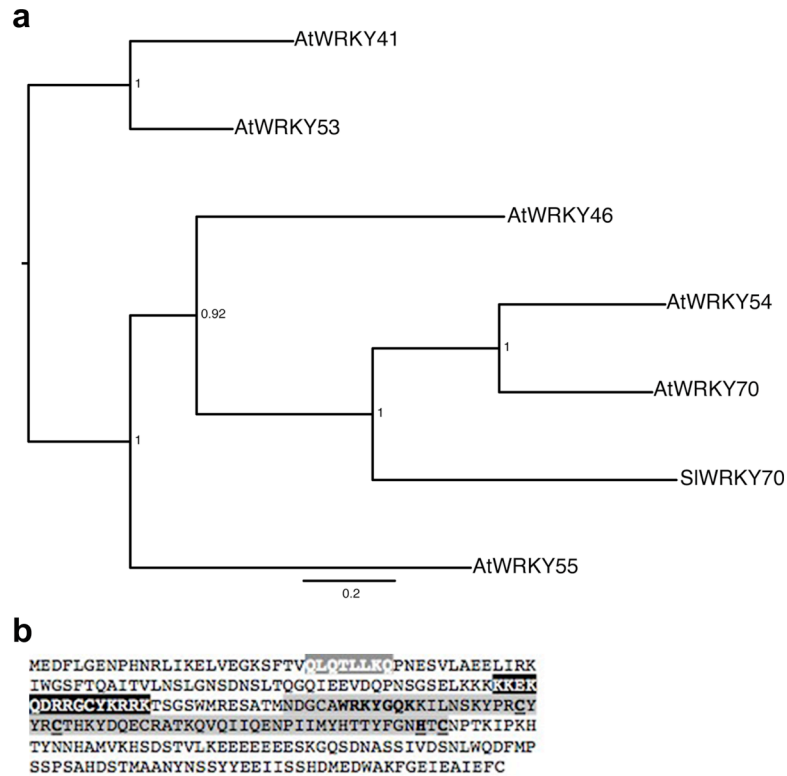 a
AtWRKY41
1
AtWRKY53
AtWRKY46
0.92
AtWRKY54
1
AtWRKY70
1
SlWRKY70
1
AtWRKY55
0.2
b
MEDFLGENPHNRLIKELVEGKSFTVQLQTLLKQPNESVLAEELIRK
IWGSFTQAITVLNSLGNSDNSLTQGQIEEVDQPNSGSELKKKKKEK
QDRRGCYKRRKTSGSWMRESATMNDGCAWRKYGQKKILNSKYPRCY
YRCTHKYDQECRATKQVQIIQENPIIMYHTTYFGNHTCNPTKIPKH
TYNNHAMVKHSDSTVLKEEEEEEESKGQSDNASSIVDSNLWQDFMP
SSPSAHDSTMAANYNSSYYEEIISSHDMEDWAKFGEIEAIEFC